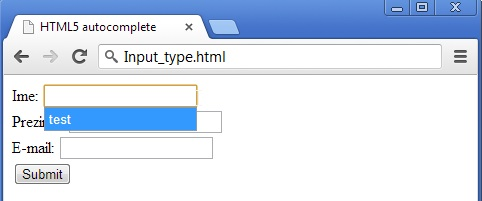 HTML5 autocomplete
Input_type.html
Ime:
test
Prezi
E-mail:
Submit